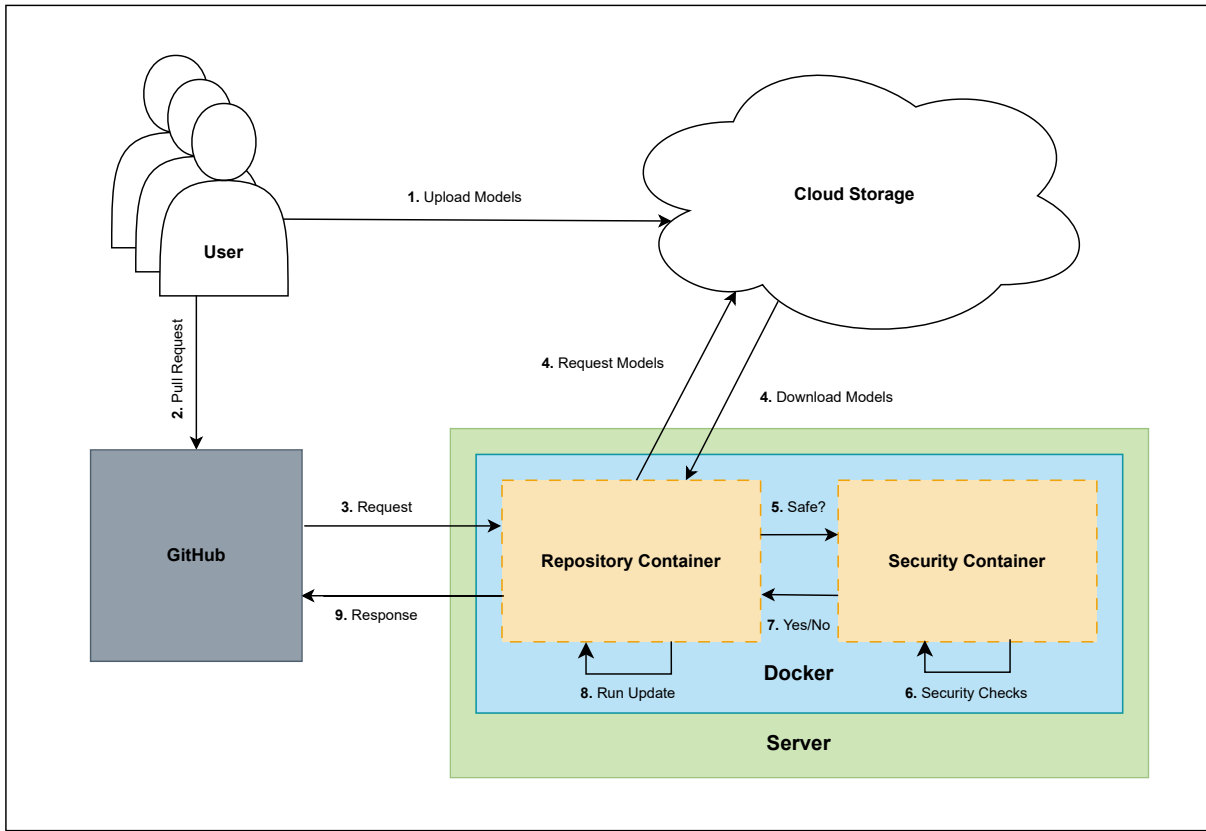 User
Cloud Storage
1. Upload Models
2. Pull Request
4. Request Models
4. Download Models
GitHub
3. Request
9. Response
Repository Container
5. Safe?
7. Yes/No
Security Container
8. Run Update
6. Security Checks
Docker
Server